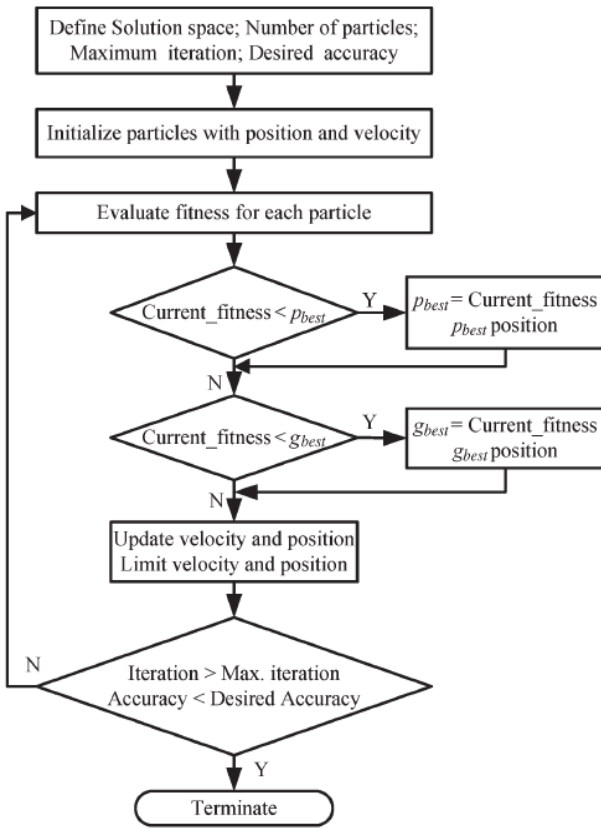 Define Solution space; Number of particles;
Maximum iteration; Desired accuracy
Initialize particles with position and velocity
Evaluate fitness for each particle
Current_fitness < pbest
Y
pbest = Current_fitness
pbest position
N
Current_fitness < gbest
Y
gbest = Current_fitness
gbest position
N
Update velocity and position
Limit velocity and position
N
Iteration > Max. iteration
Accuracy < Desired Accuracy
Y
Terminate